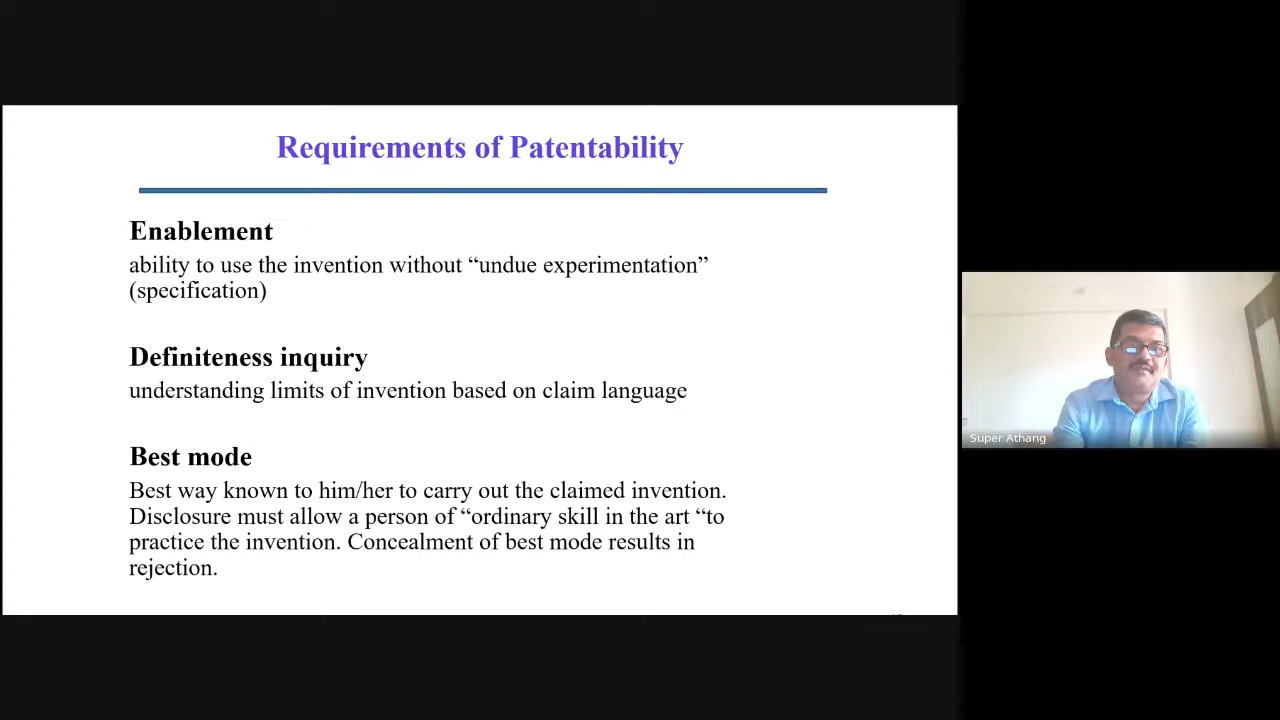 Requirements of Patentability
Enablement
ability to use the invention without “undue experimentation”
(specification)
Definiteness inquiry
understanding limits of invention based on claim language
Best mode
Best way known to him/her to carry out the claimed invention.
Disclosure must allow a person of “ordinary skill in the art “to
practice the invention. Concealment of best mode results in
rejection.
Super Athang